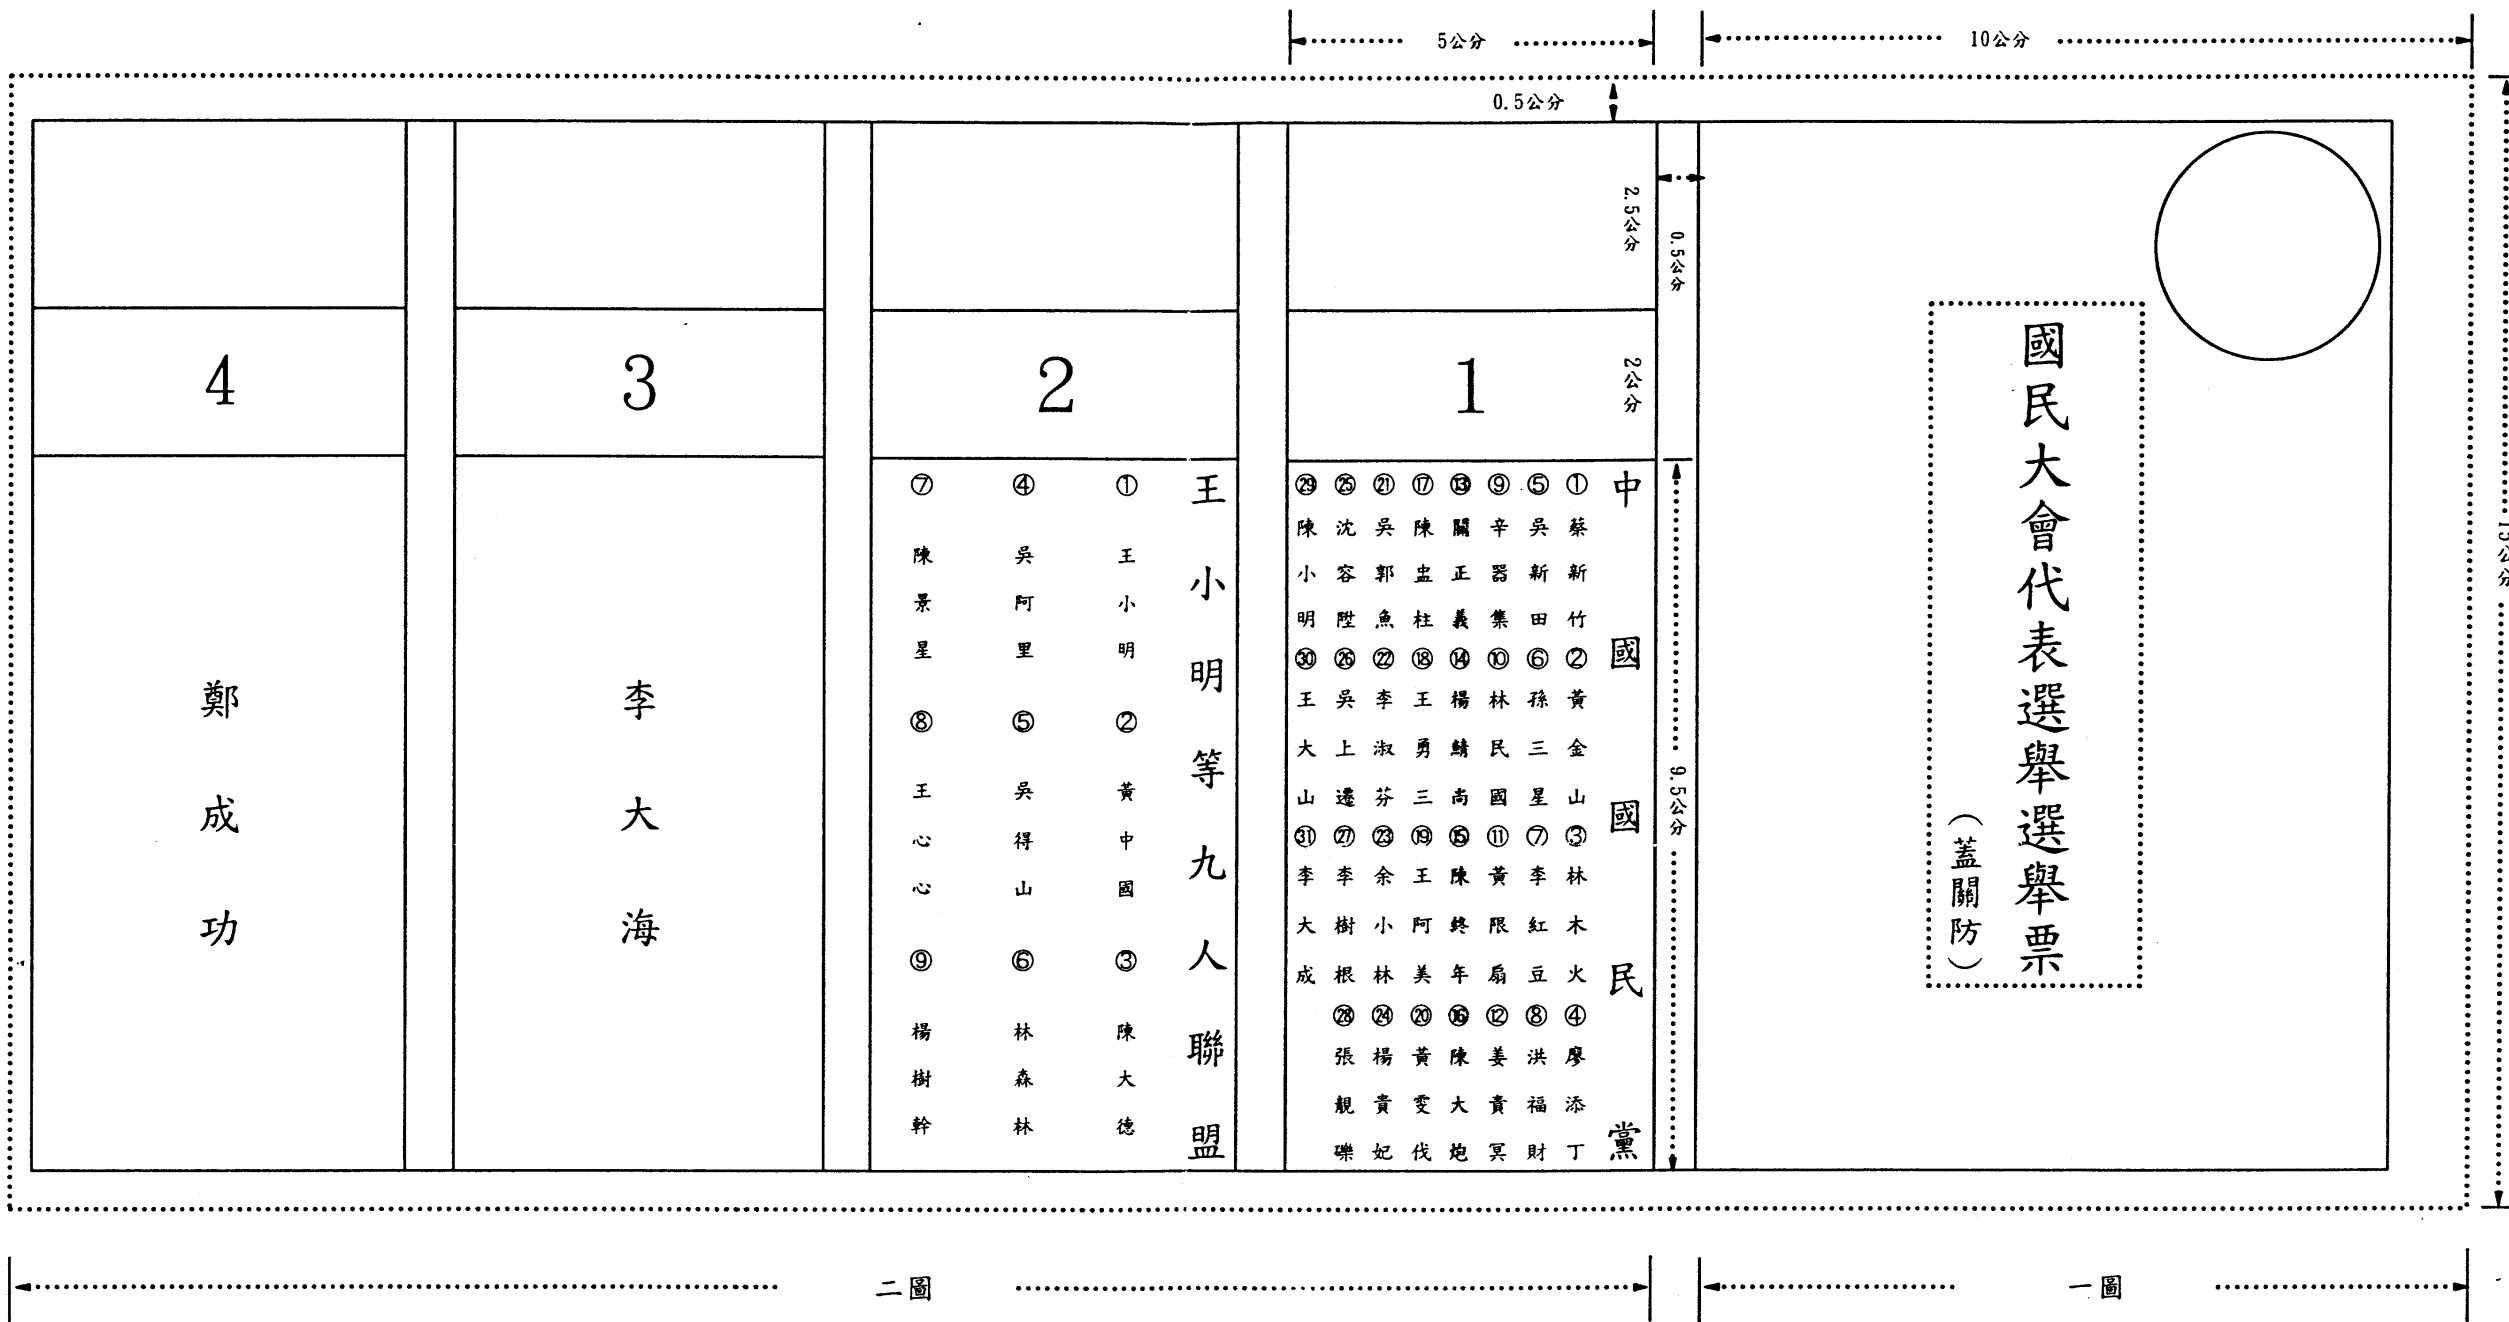 10公分
5公分
0.5公分
15公分
國民大會代表選舉選舉票
（蓋關防）
0.5公分
9.5公分
2.5公分
2公分
1
中國國民黨
①蔡新竹②黃金山③林木火④廖添丁
⑤吳新田⑥孫三星⑦李紅豆⑧洪福財
⑨辛器集⑩林民國⑪黃限扇⑫姜責冥
⑬關正義⑭楊鯖尚⑮陳終年⑯陳大炮
⑰陳盅柱⑱王勇三⑲王阿美⑳黃雯伐
㉑吳郭魚㉒李淑芬㉓余小林㉔楊貴妃
㉕沈容陞㉖吳上遷㉗李樹根㉘張靚礫
㉙陳小明㉚王大山㉛李大成
2
王小明等九人聯盟
①王小明②黃中國③陳大德
④吳阿里⑤吳得山⑥林森林
⑦陳景星⑧王心心⑨楊樹幹
3
李大海
4
鄭成功
一圖
二圖